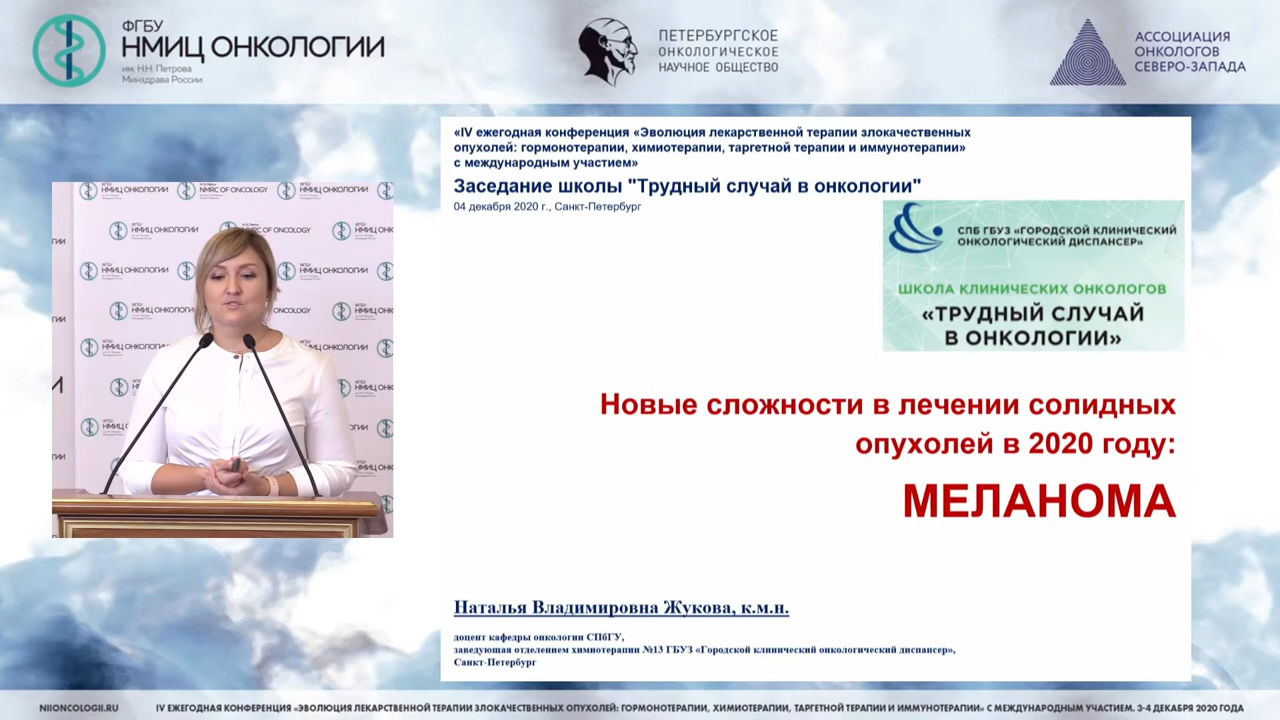 ФГБУ
НМИЦ ОНКОЛОГИИ
им. Н.Н. Петрова
Минздрава России
ПЕТЕРБУРГСКОЕ
ОНКОЛОГИЧЕСКОЕ
НАУЧНОЕ ОБЩЕСТВО
АССОЦИАЦИЯ
ОНКОЛОГОВ
СЕВЕРО-ЗАПАДА
«IV ежегодная конференция «Эволюция лекарственной терапии злокачественных
опухолей: гормонотерапии, химиотерапии, таргетной терапии и иммунотерапии»
с международным участием»
Заседание школы "Трудный случай в онкологии"
04 декабря 2020 г., Санкт-Петербург
СПБ ГБУЗ «ГОРОДСКОЙ КЛИНИЧЕСКИЙ
ОНКОЛОГИЧЕСКИЙ ДИСПАНСЕР»
ШКОЛА КЛИНИЧЕСКИХ ОНКОЛОГОВ
«ТРУДНЫЙ СЛУЧАЙ
В ОНКОЛОГИИ»
НМИЦ ОНКОЛОГИИ
NMRC OF ONCOLOGY
Новые сложности в лечении солидных
опухолей в 2020 году:
МЕЛАНОМА
Наталья Владимировна Жукова, к.м.н.
доцент кафедры онкологии СПбГУ,
заведующая отделением химиотерапии №13 ГБУЗ «Городской клинический онкологический диспансер»,
Санкт-Петербург
NIIONCOLOGII.RU
IV ЕЖЕГОДНАЯ КОНФЕРЕНЦИЯ «ЭВОЛЮЦИЯ ЛЕКАРСТВЕННОЙ ТЕРАПИИ ЗЛОКАЧЕСТВЕННЫХ ОПУХОЛЕЙ: ГОРМОНОТЕРАПИИ, ХИМИОТЕРАПИИ, ТАРГЕТНОЙ ТЕРАПИИ И ИММУНОТЕРАПИИ» С МЕЖДУНАРОДНЫМ УЧАСТИЕМ. 3-4 ДЕКАБРЯ 2020 ГОДА